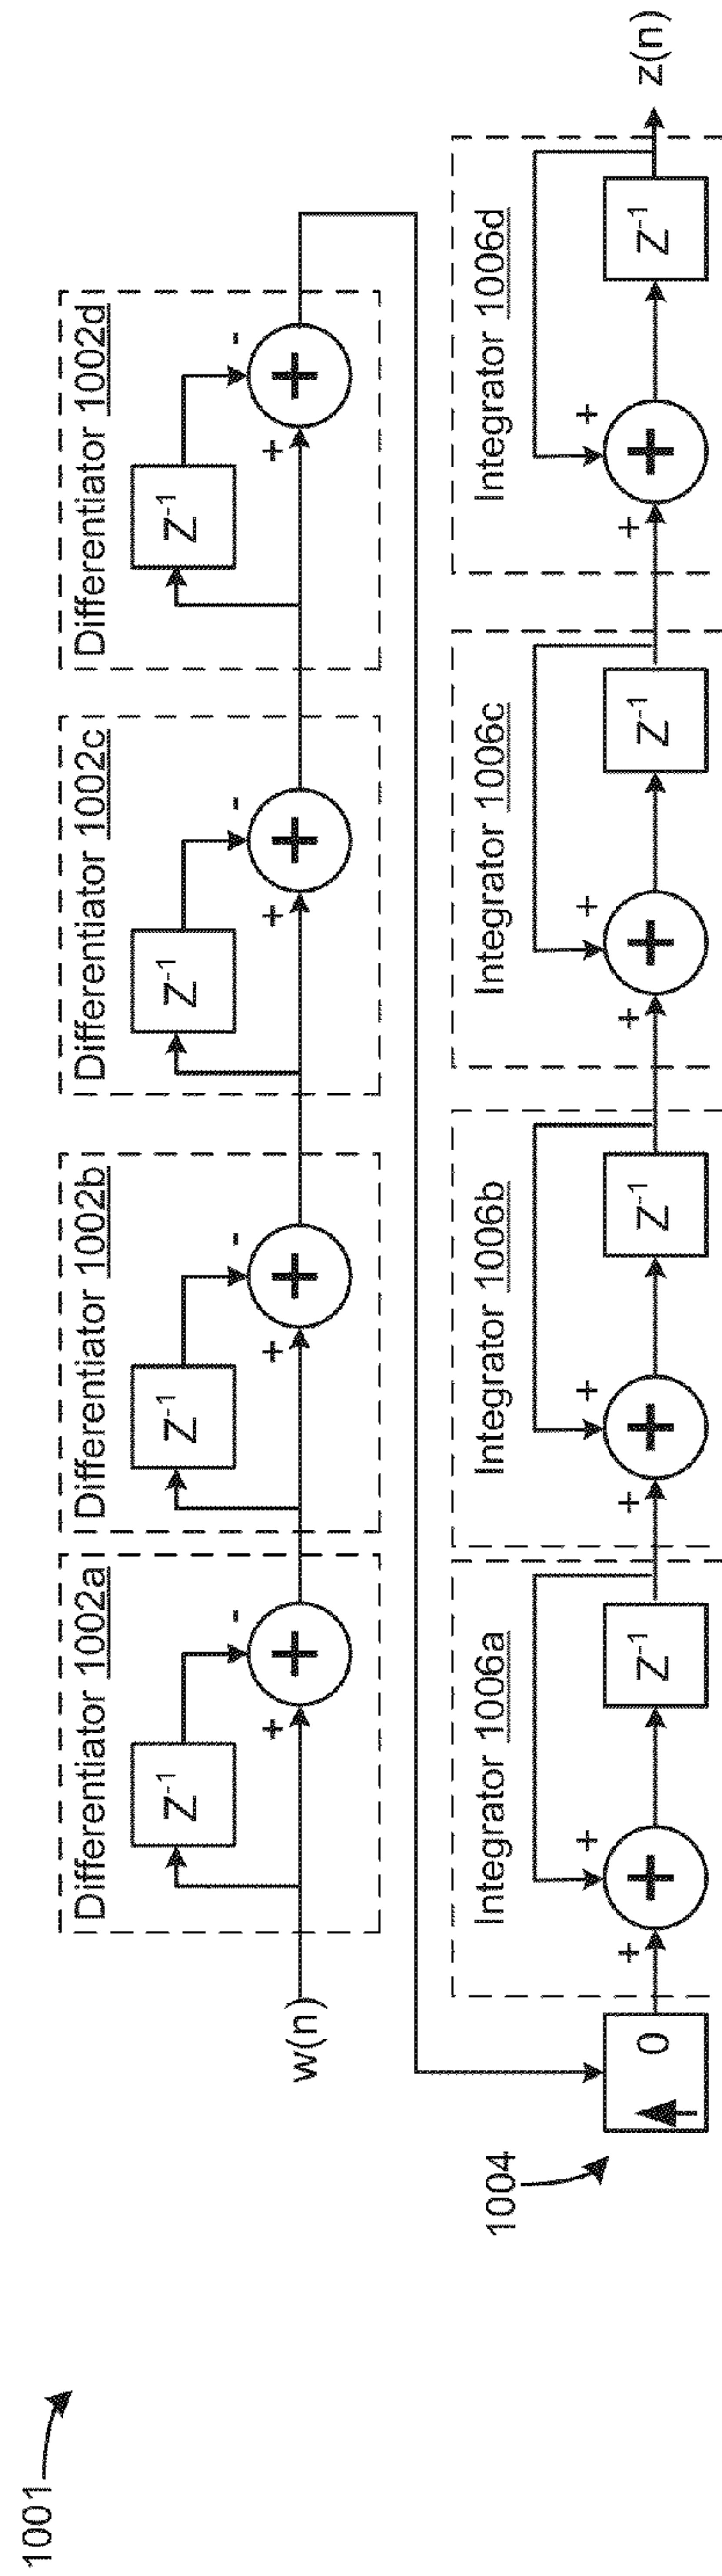 1001
Differentiator 1002a
Differentiator 1002b
Differentiator 1002c
Differentiator 1002d
Z⁻¹
-
+
+
Z⁻¹
-
+
+
Z⁻¹
-
+
+
Z⁻¹
-
+
+
w(n)
1004
0
Integrator 1006a
Integrator 1006b
Integrator 1006c
Integrator 1006d
+
+
+
Z⁻¹
+
+
+
Z⁻¹
+
+
+
Z⁻¹
+
+
+
Z⁻¹
z(n)